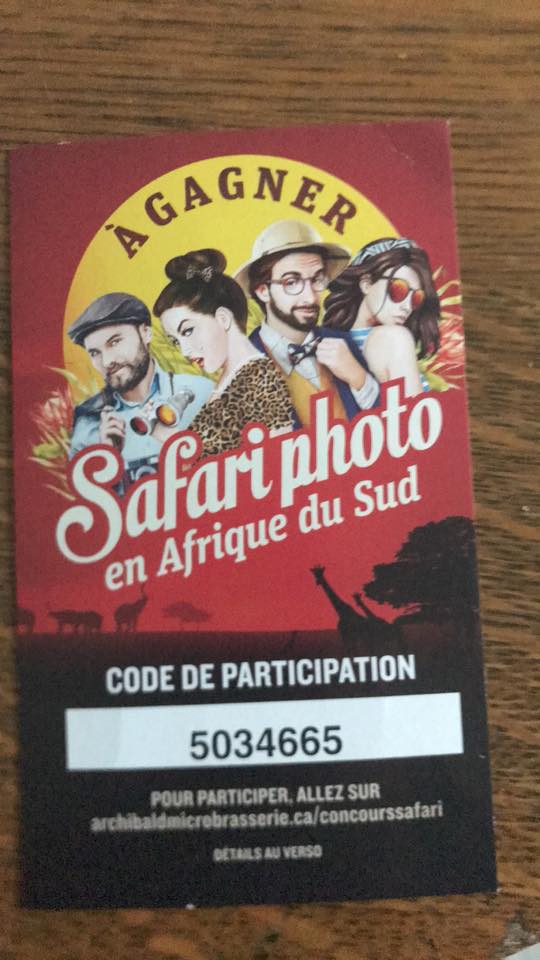 À GAGNER
Safari photo
en Afrique du Sud
CODE DE PARTICIPATION
5034665
POUR PARTICIPER, ALLEZ SUR
archibaldmicrobrasserie.ca/concourssafari
DÉTAILS AU VERSO